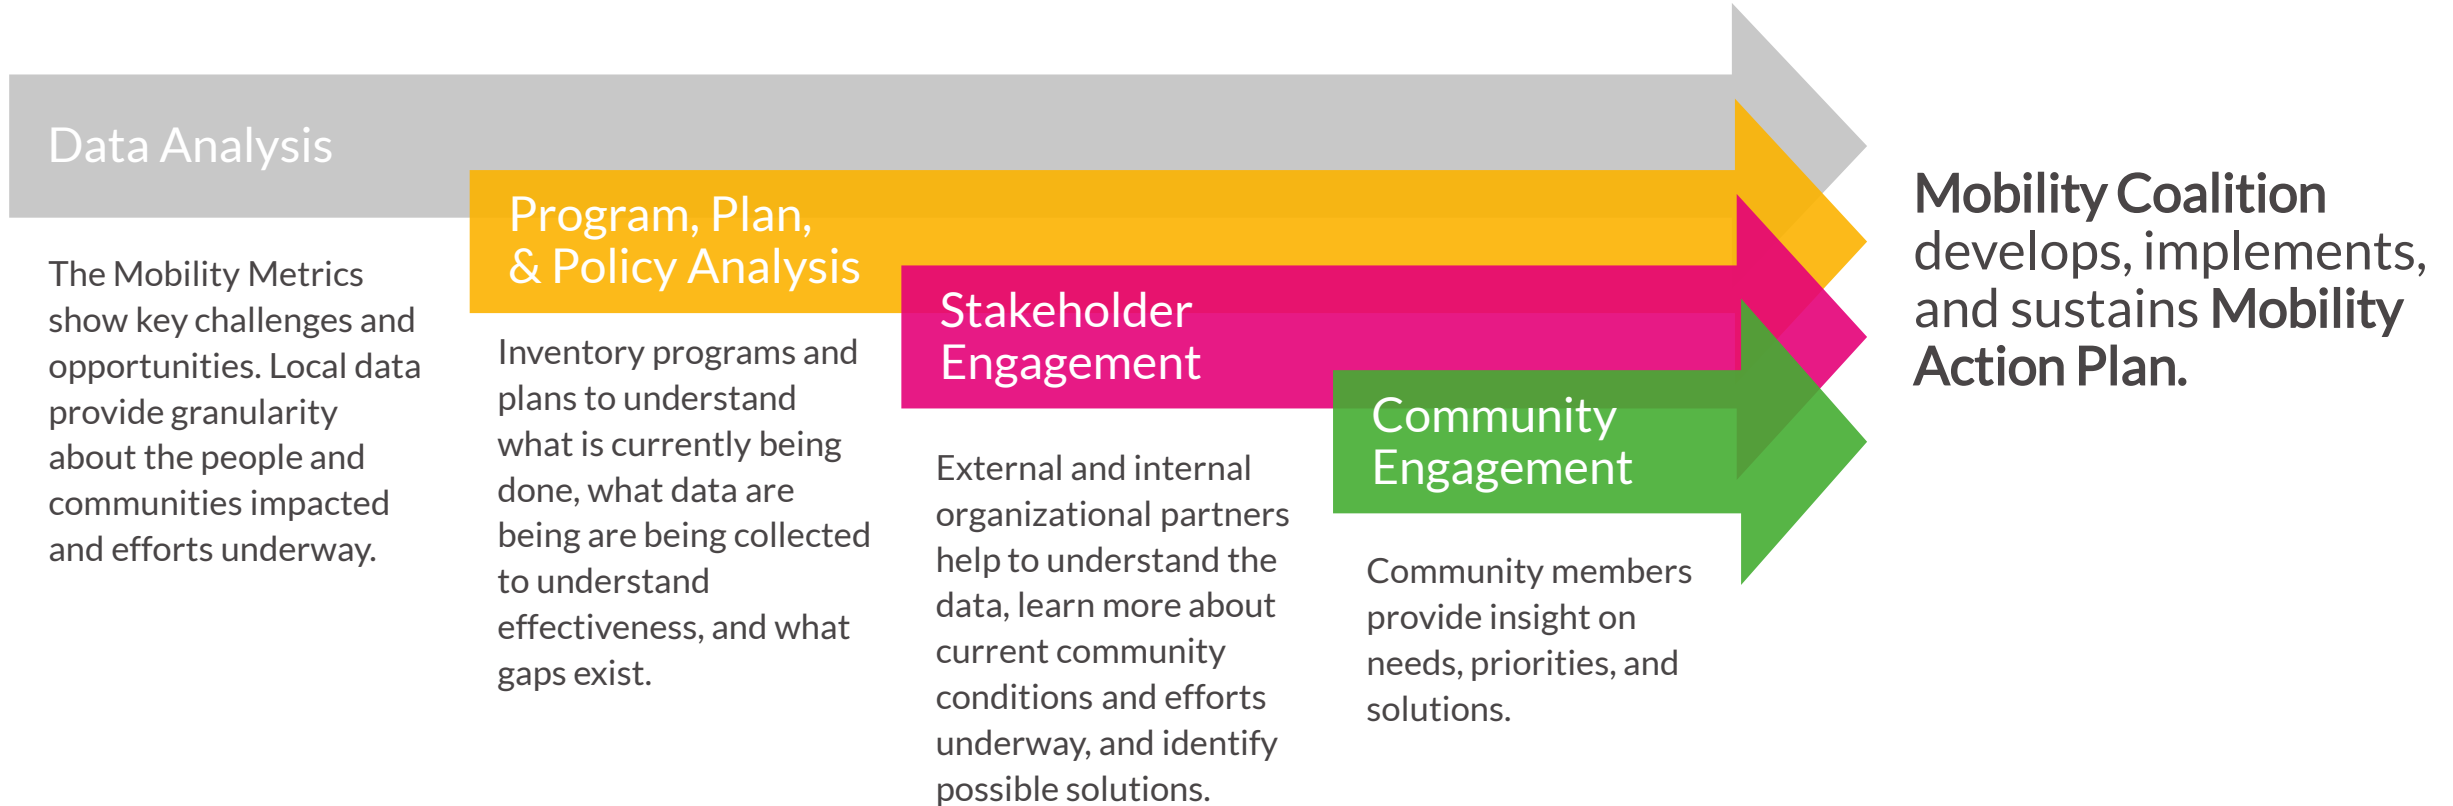 Data Analysis
The Mobility Metrics
show key challenges and
opportunities. Local data
provide granularity
about the people and
communities impacted
and efforts underway.
Program, Plan,
& Policy Analysis
Inventory programs and
plans to understand
what is currently being
done, what data are
being are being collected
to understand
effectiveness, and what
gaps exist.
Stakeholder
Engagement
External and internal
organizational partners
help to understand the
data, learn more about
current community
conditions and efforts
underway, and identify
possible solutions.
Community
Engagement
Community members
provide insight on
needs, priorities, and
solutions.
Mobility Coalition
develops, implements,
and sustains Mobility
Action Plan.